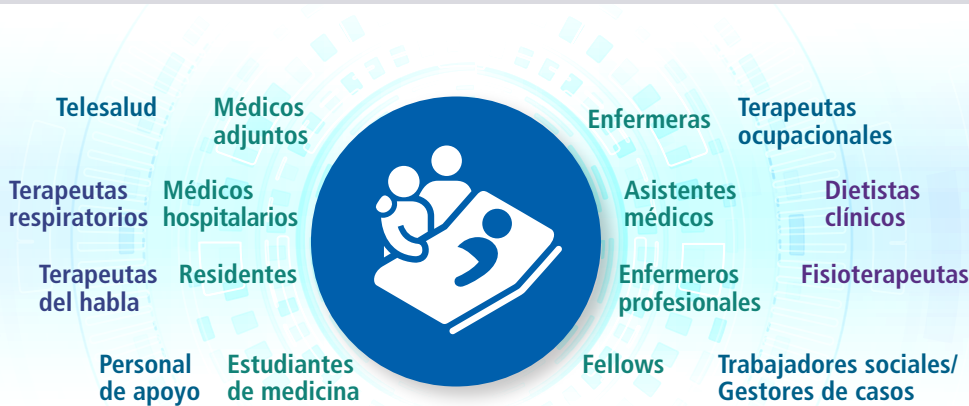 Telesalud
Médicos
adjuntos
Enfermeras
Terapeutas
ocupacionales
Terapeutas
respiratorios
Médicos
hospitalarios
Asistentes
médicos
Dietistas
clínicos
Terapeutas
del habla
Residentes
Enfermeros
profesionales
Fisioterapeutas
Personal
de apoyo
Estudiantes
de medicina
Fellows
Trabajadores sociales/
Gestores de casos